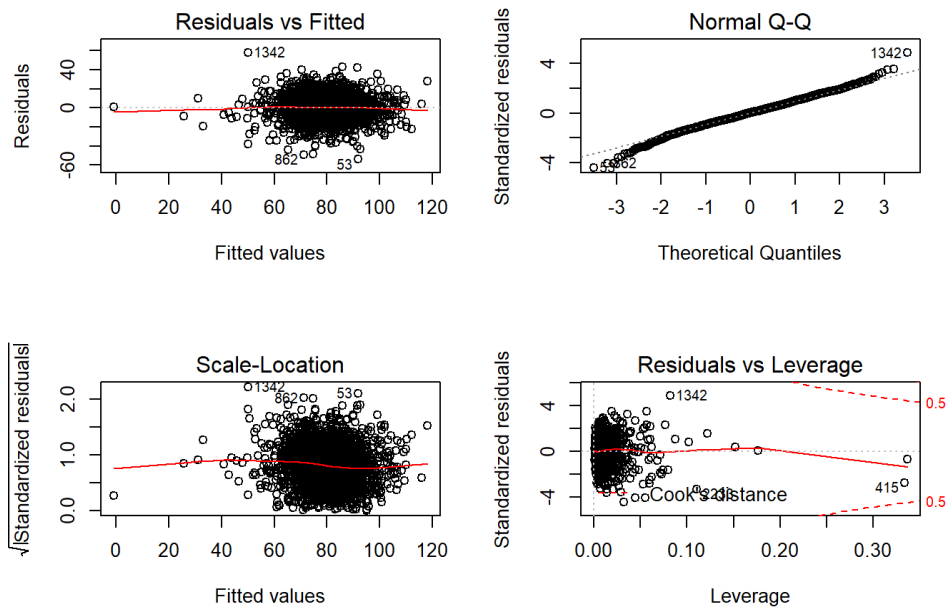 Residuals vs Fitted
Residuals
40
0
-60
1342
862
53
0 20 40 60 80 100 120
Fitted values
Normal Q-Q
Standardized residuals
4
0
-4
1342
862
-3 -2 -1 0 1 2 3
Theoretical Quantiles
Scale-Location
√|Standardized residuals|
2.0
1.0
0.0
1342
862
53
0 20 40 60 80 100 120
Fitted values
Residuals vs Leverage
Standardized residuals
4
0
-4
1342
415
Cook's distance
0.5
0.5
0.00 0.10 0.20 0.30
Leverage